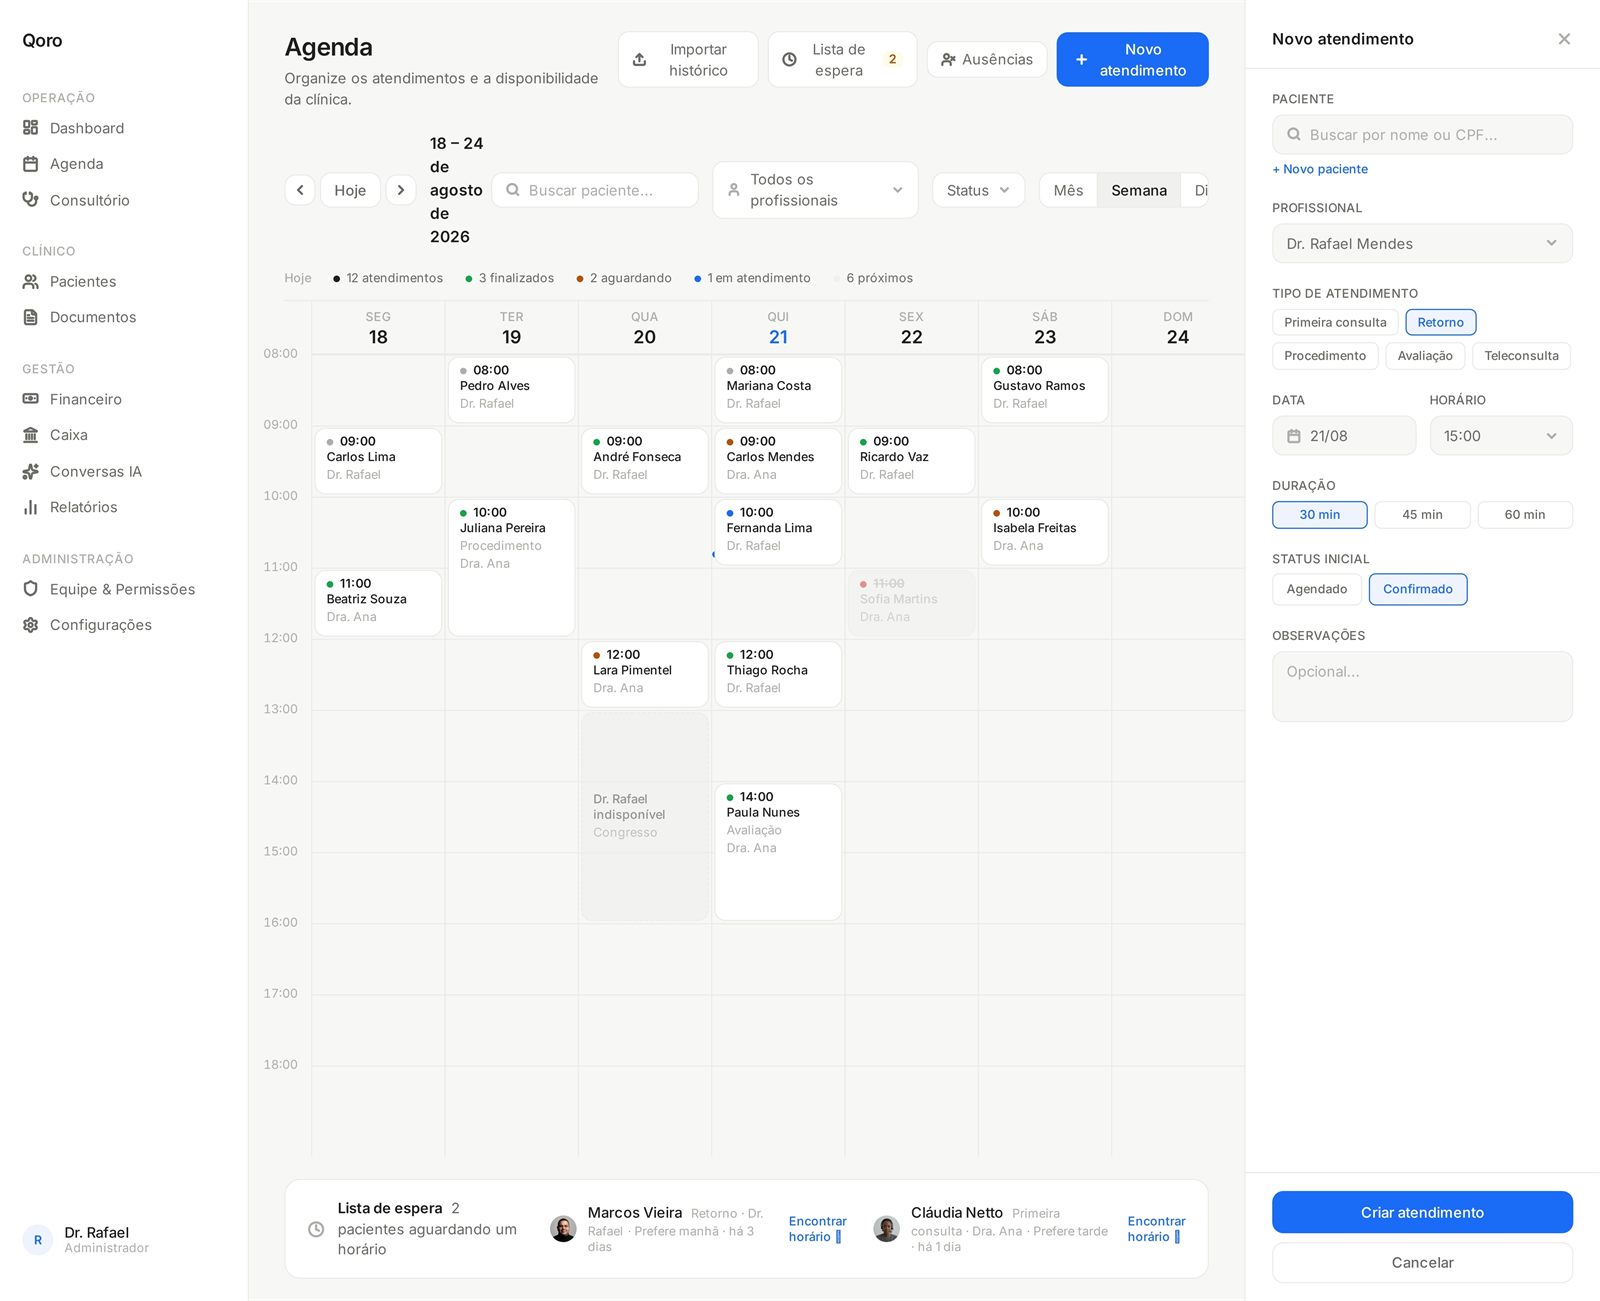 Qoro
OPERAÇÃO
Dashboard
Agenda
Consultório
CLÍNICO
Pacientes
Documentos
GESTÃO
Financeiro
Caixa
Conversas IA
Relatórios
ADMINISTRAÇÃO
Equipe & Permissões
Configurações
R
Dr. Rafael
Administrador
Agenda
Organize os atendimentos e a disponibilidade
da clínica.
Importar
histórico
Lista de
espera
2
Ausências
+ Novo
atendimento
Hoje
18 – 24
de
agosto
de
2026
Buscar paciente...
Todos os
profissionais
Status
Mês
Semana
Di
Hoje
12 atendimentos
3 finalizados
2 aguardando
1 em atendimento
6 próximos
SEG
18
TER
19
QUA
20
QUI
21
SEX
22
SÁB
23
DOM
24
08:00
08:00
Pedro Alves
Dr. Rafael
08:00
Mariana Costa
Dr. Rafael
08:00
Gustavo Ramos
Dr. Rafael
09:00
09:00
Carlos Lima
Dr. Rafael
09:00
André Fonseca
Dr. Rafael
09:00
Carlos Mendes
Dra. Ana
09:00
Ricardo Vaz
Dr. Rafael
10:00
10:00
Juliana Pereira
Procedimento
Dra. Ana
10:00
Fernanda Lima
Dr. Rafael
10:00
Isabela Freitas
Dra. Ana
11:00
11:00
Beatriz Souza
Dra. Ana
11:00
Sofia Martins
Dra. Ana
12:00
12:00
Lara Pimentel
Dra. Ana
12:00
Thiago Rocha
Dr. Rafael
13:00
Dr. Rafael
indisponível
Congresso
14:00
14:00
Paula Nunes
Avaliação
Dra. Ana
15:00
16:00
17:00
18:00
Lista de espera 2
pacientes aguardando um
horário
Marcos Vieira Retorno · Dr.
Rafael · Prefere manhã · há 3
dias
Encontrar
horário
Cláudia Netto Primeira
consulta · Dra. Ana · Prefere tarde
· há 1 dia
Encontrar
horário
Novo atendimento
PACIENTE
Buscar por nome ou CPF...
+ Novo paciente
PROFISSIONAL
Dr. Rafael Mendes
TIPO DE ATENDIMENTO
Primeira consulta
Retorno
Procedimento
Avaliação
Teleconsulta
DATA
21/08
HORÁRIO
15:00
DURAÇÃO
30 min
45 min
60 min
STATUS INICIAL
Agendado
Confirmado
OBSERVAÇÕES
Opcional...
Criar atendimento
Cancelar